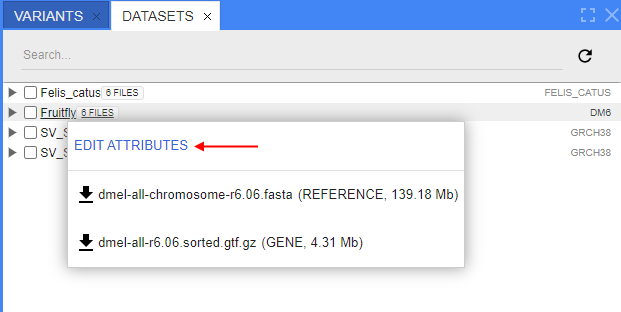 VARIANTS × DATASETS ×
Search...
Felis_catus 6 FILES FELIS_CATUS
Fruitfly 6 FILES DM6
SV_S GRCH38
SV_S GRCH38
EDIT ATTRIBUTES
dmel-all-chromosome-r6.06.fasta (REFERENCE, 139.18 Mb)
dmel-all-r6.06.sorted.gtf.gz (GENE, 4.31 Mb)